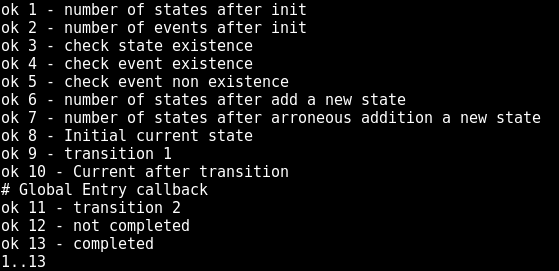 ok 1 - number of states after init
ok 2 - number of events after init
ok 3 - check state existence
ok 4 - check event existence
ok 5 - check event non existence
ok 6 - number of states after add a new state
ok 7 - number of states after arroneous addition a new state
ok 8 - Initial current state
ok 9 - transition 1
ok 10 - Current after transition
# Global Entry callback
ok 11 - transition 2
ok 12 - not completed
ok 13 - completed
1..13